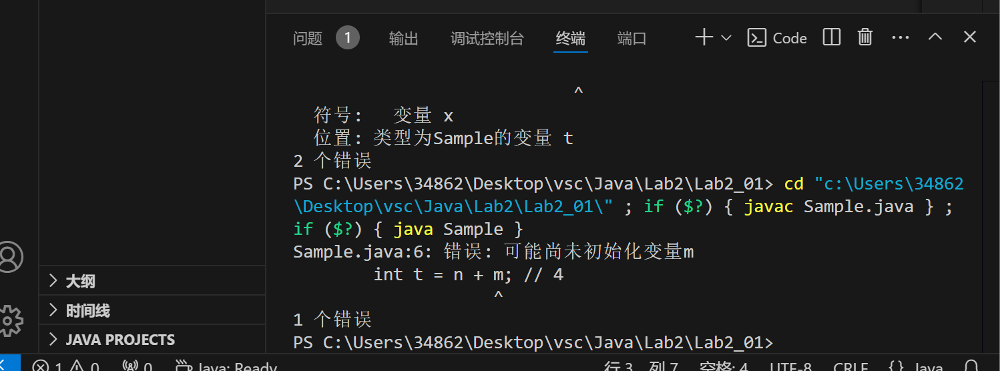 问题 1 输出 调试控制台 终端 端口 Code
^
符号: 变量 x
位置: 类型为Sample的变量 t
2 个错误
PS C:\Users\34862\Desktop\vsc\Java\Lab2\Lab2_01> cd "c:\Users\34862
\Desktop\vsc\Java\Lab2\Lab2_01\" ; if ($?) { javac Sample.java } ;
if ($?) { java Sample }
Sample.java:6: 错误: 可能尚未初始化变量m
int t = n + m; // 4
^
1 个错误
PS C:\Users\34862\Desktop\vsc\Java\Lab2\Lab2_01>
大纲
时间线
JAVA PROJECTS
1 0 0 Java: Ready 行 3, 列 7 空格: 4 UTF-8 CRLF {} Java